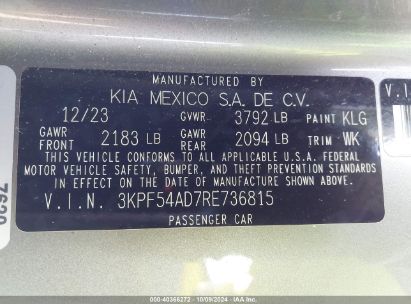 MANUFACTURED BY
KIA MEXICO S.A. DE C.V.
12/23 GVWR 3792 LB PAINT KLG
GAWR FRONT 2183 LB GAWR REAR 2094 LB TRIM WK
THIS VEHICLE CONFORMS TO ALL APPLICABLE U.S.A. FEDERAL
MOTOR VEHICLE SAFETY, BUMPER, AND THEFT PREVENTION STANDARDS
IN EFFECT ON THE DATE OF MANUFACTURE SHOWN ABOVE.
V.I.N. 3KPF54AD7RE736815
PASSENGER CAR
V.I
© IMAGE - 40366272 - 10/09/2024 - IAA, Inc.